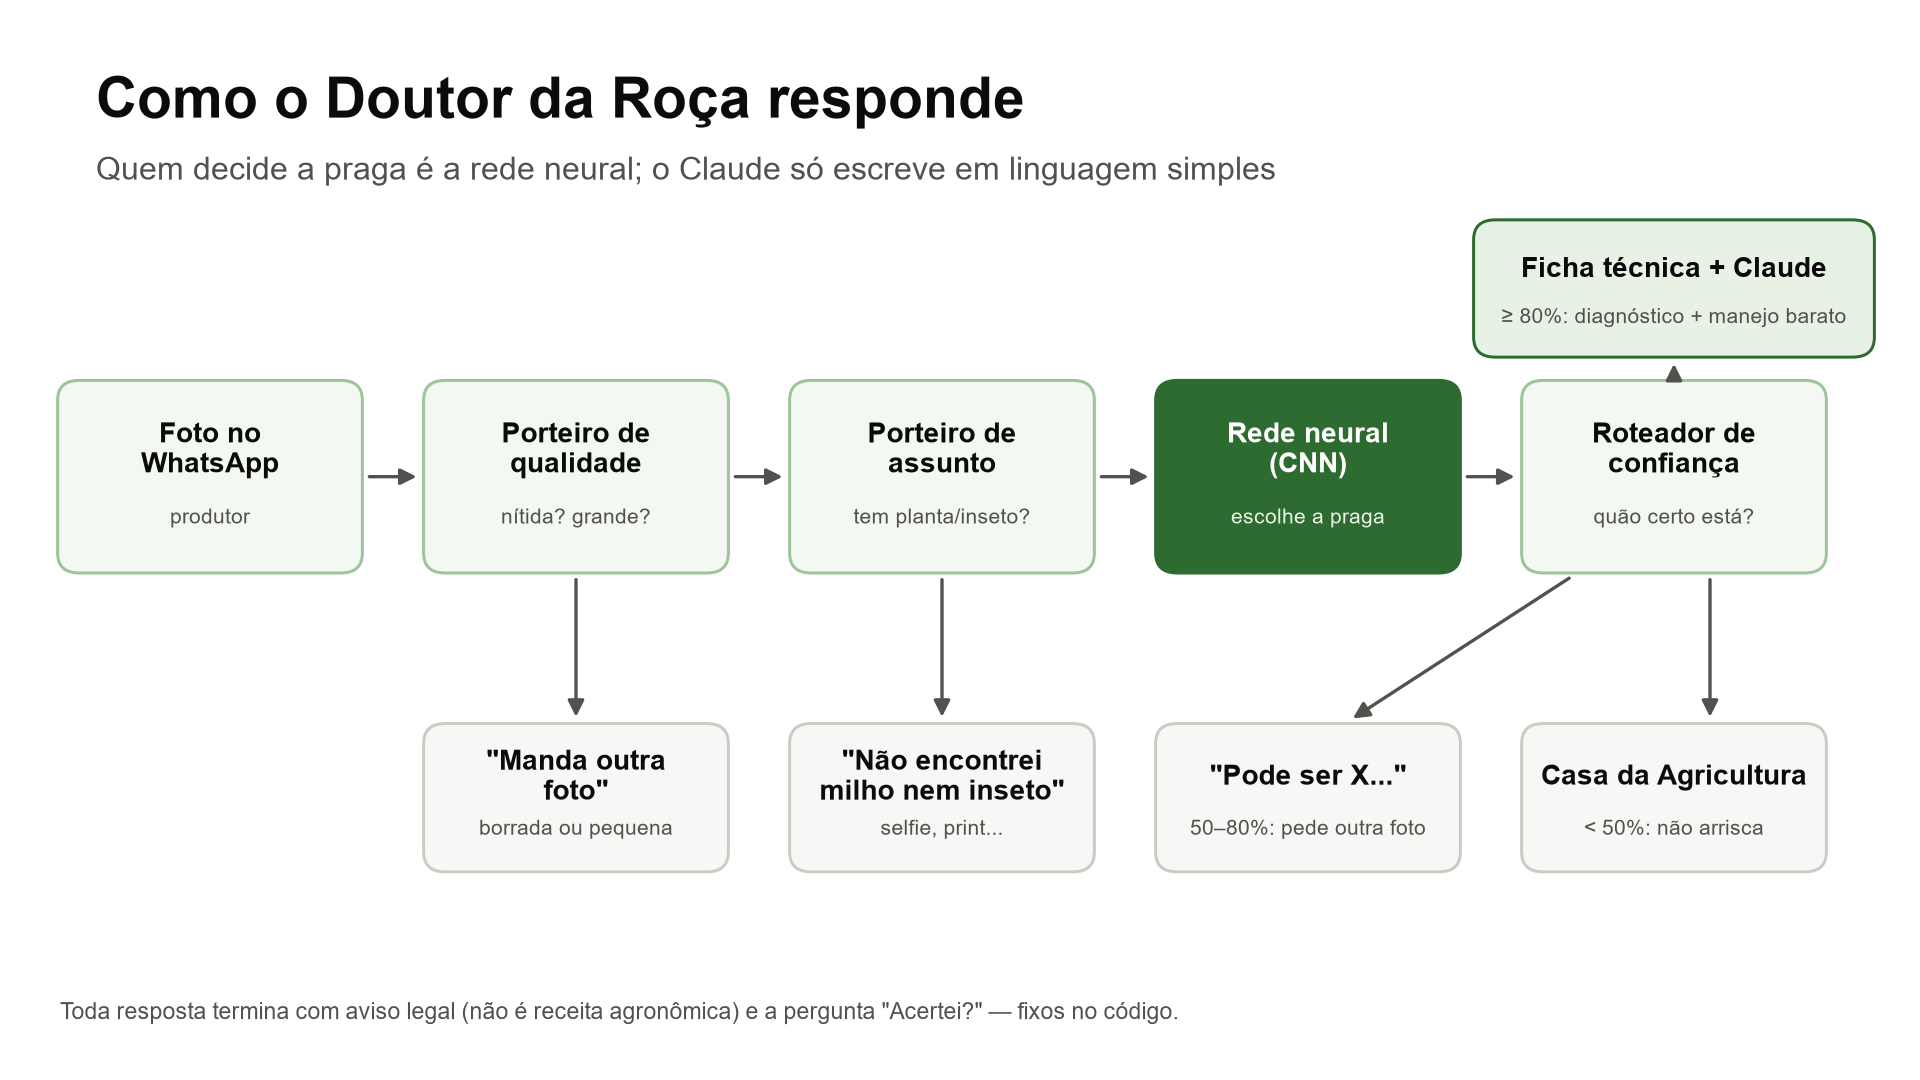 Como o Doutor da Roça responde
Quem decide a praga é a rede neural; o Claude só escreve em linguagem simples
Ficha técnica + Claude
≥ 80%: diagnóstico + manejo barato
Foto no
WhatsApp
produtor
Porteiro de
qualidade
nítida? grande?
Porteiro de
assunto
tem planta/inseto?
Rede neural
(CNN)
escolhe a praga
Roteador de
confiança
quão certo está?
"Manda outra
foto"
borrada ou pequena
"Não encontrei
milho nem inseto"
selfie, print...
"Pode ser X..."
50–80%: pede outra foto
Casa da Agricultura
< 50%: não arrisca
Toda resposta termina com aviso legal (não é receita agronômica) e a pergunta "Acertei?" — fixos no código.